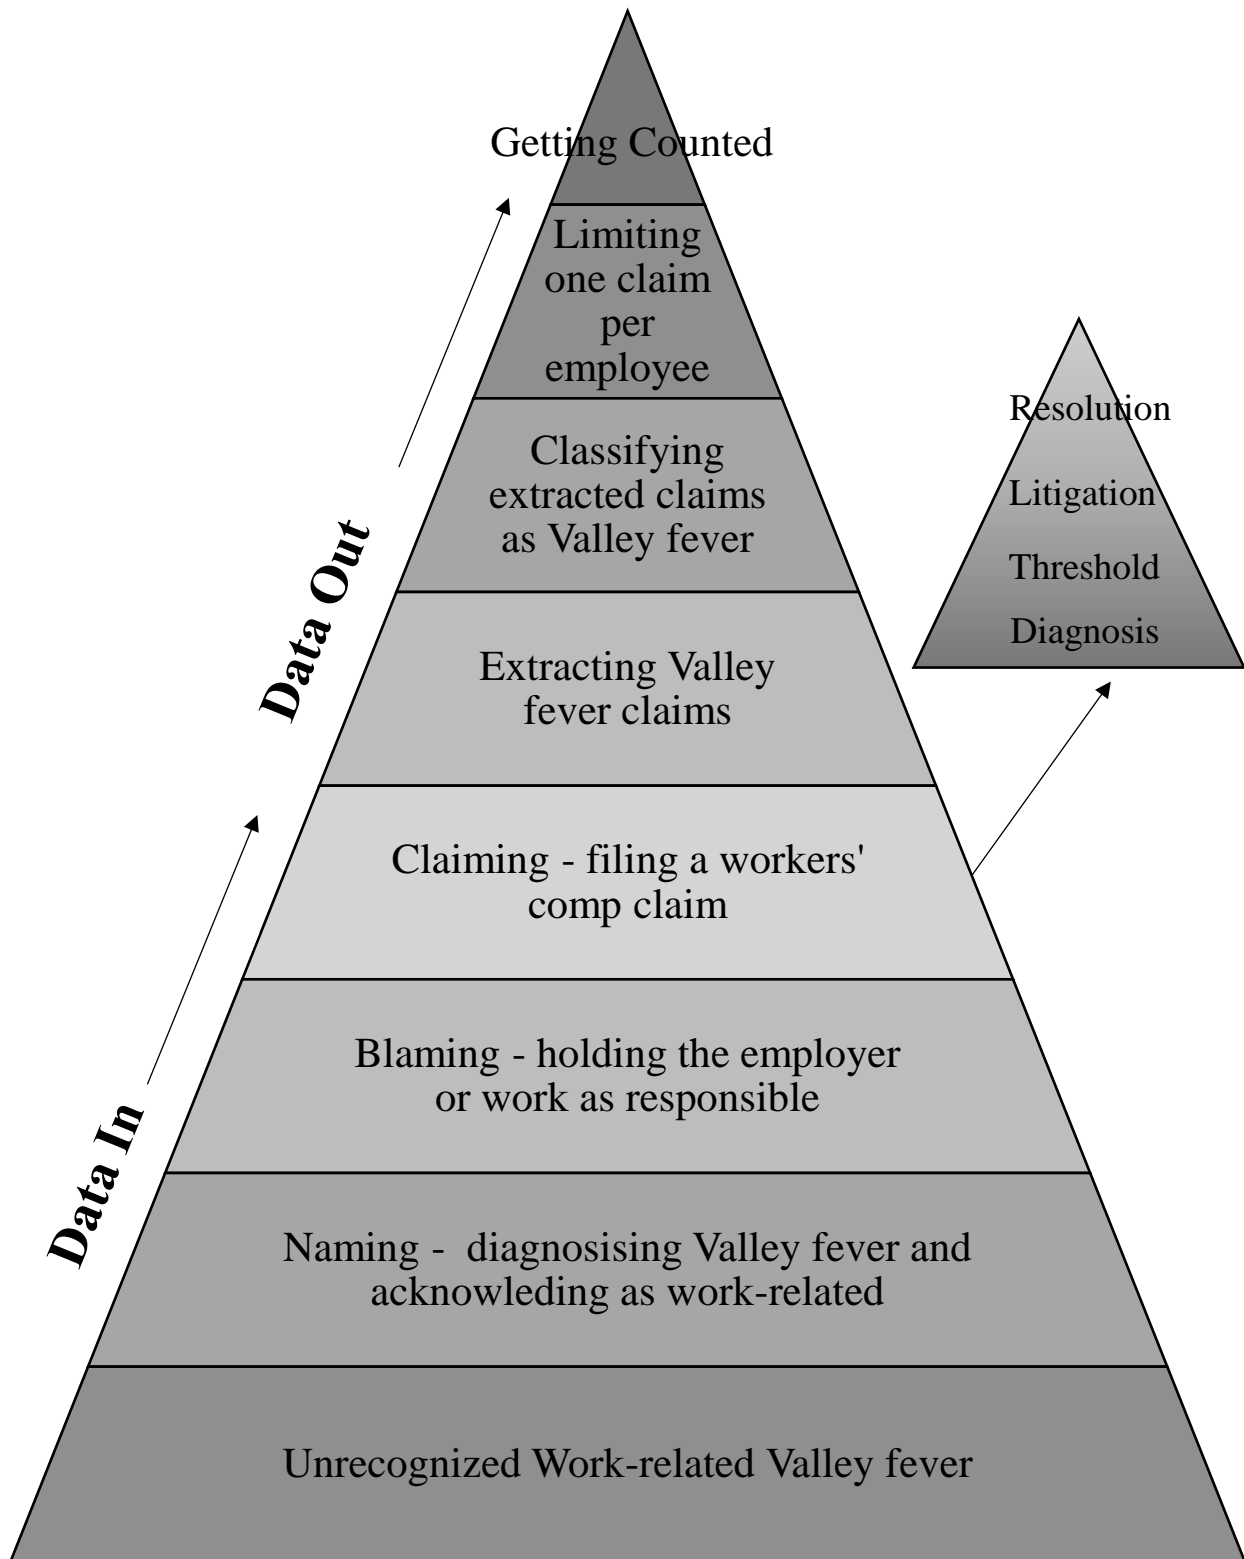 Getting Counted
Limiting
one claim
per
employee
Classifying
extracted claims
as Valley fever
Extracting Valley
fever claims
Claiming - filing a workers'
comp claim
Blaming - holding the employer
or work as responsible
Naming -  diagnosising Valley fever and
acknowleding as work-related
Unrecognized Work-related Valley fever
Data Out
Data In
Resolution
Litigation
Threshold
Diagnosis